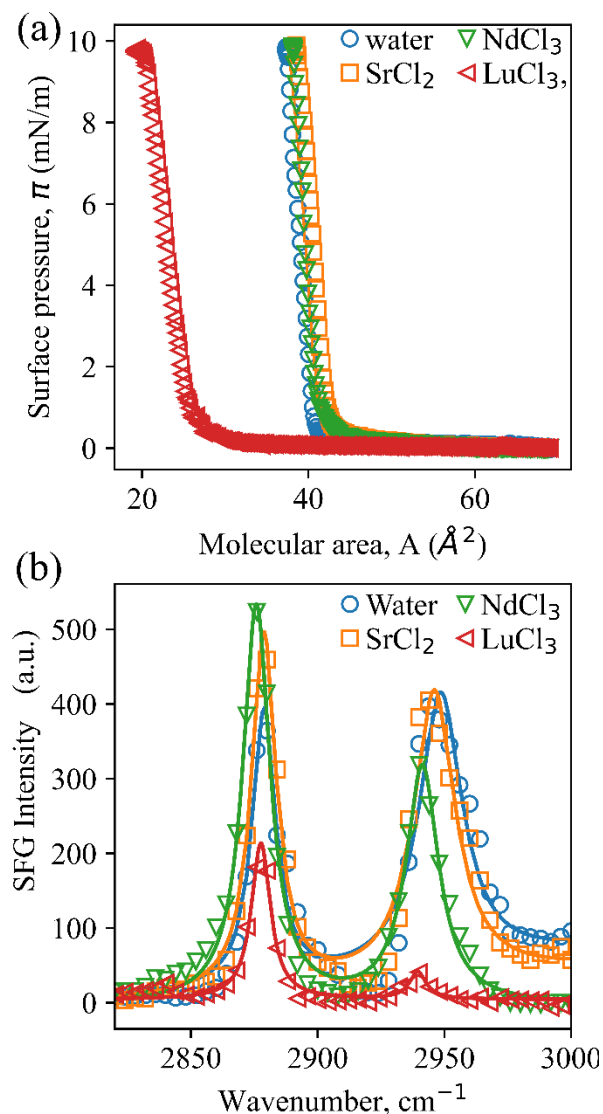 (a)
10
8
6
4
2
0
Surface pressure, π (mN/m)
water
SrCl₂
NdCl₃
LuCl₃,
20 40 60
Molecular area, A (Å²)
(b)
500
400
300
200
100
0
SFG Intensity (a.u.)
Water
SrCl₂
NdCl₃
LuCl₃
2850 2900 2950 3000
Wavenumber, cm⁻¹